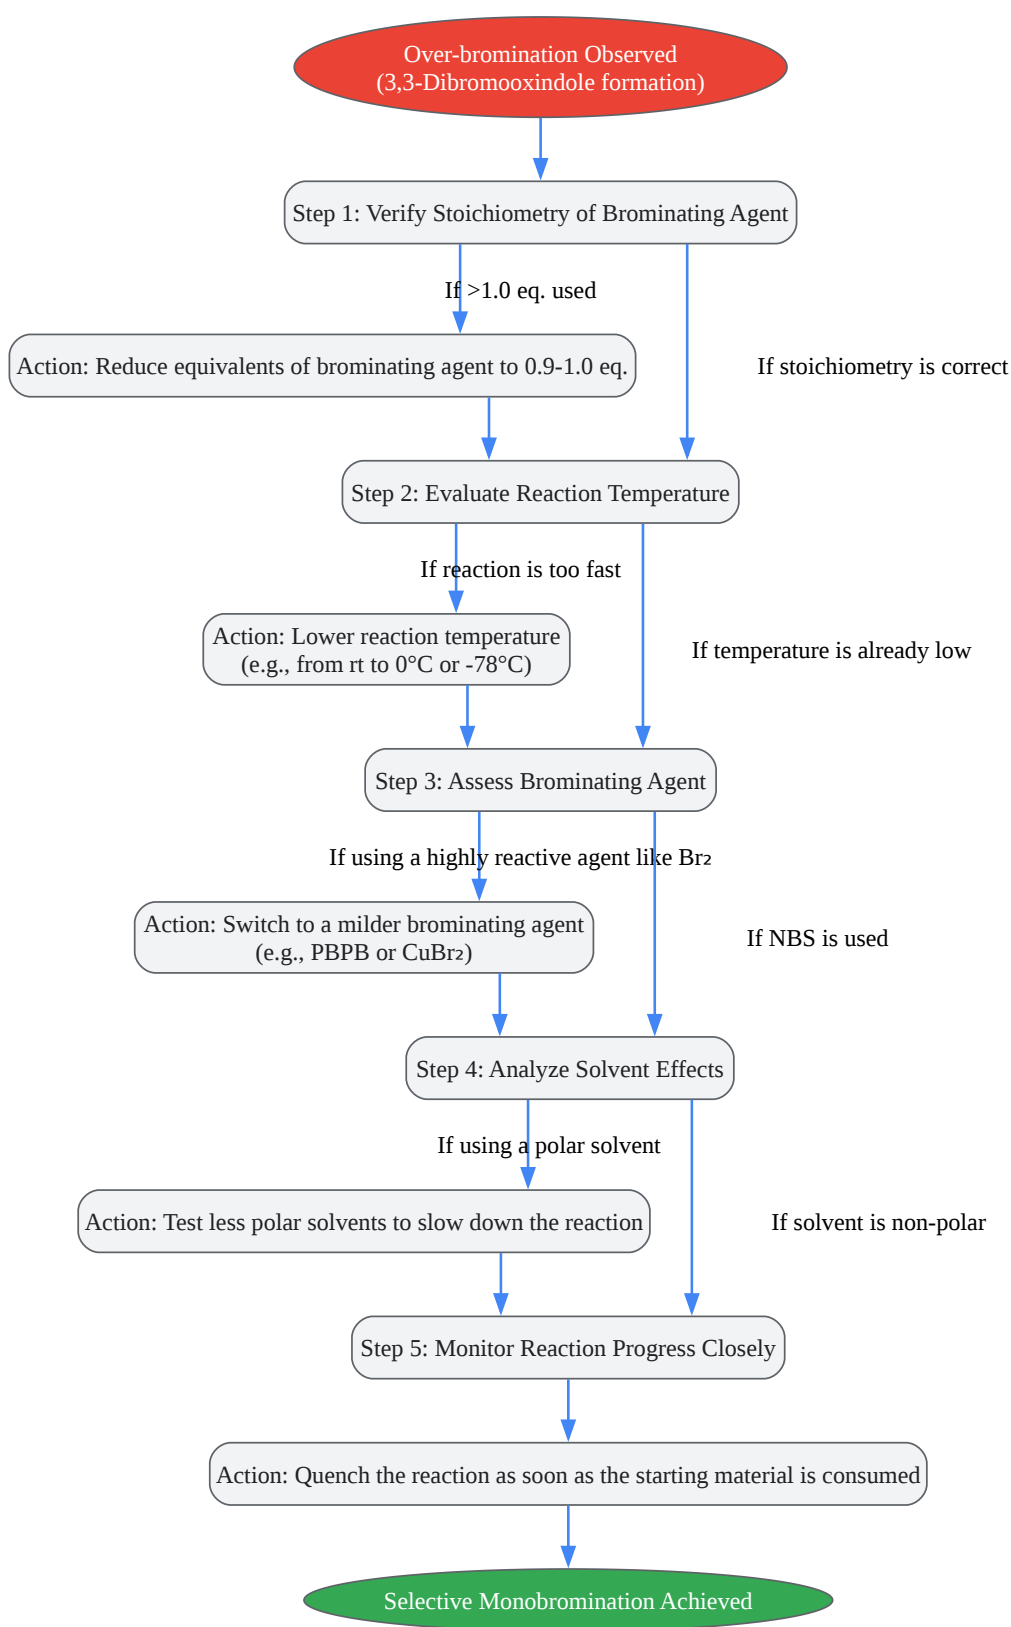 Over-bromination Observed
(3,3-Dibromooxindole formation)
Step 1: Verify Stoichiometry of Brominating Agent
If >1.0 eq. used
Action: Reduce equivalents of brominating agent to 0.9-1.0 eq.
If stoichiometry is correct
Step 2: Evaluate Reaction Temperature
If reaction is too fast
Action: Lower reaction temperature
(e.g., from rt to 0°C or -78°C)
If temperature is already low
Step 3: Assess Brominating Agent
If using a highly reactive agent like Br₂
Action: Switch to a milder brominating agent
(e.g., PBPB or CuBr₂)
If NBS is used
Step 4: Analyze Solvent Effects
If using a polar solvent
Action: Test less polar solvents to slow down the reaction
If solvent is non-polar
Step 5: Monitor Reaction Progress Closely
Action: Quench the reaction as soon as the starting material is consumed
Selective Monobromination Achieved